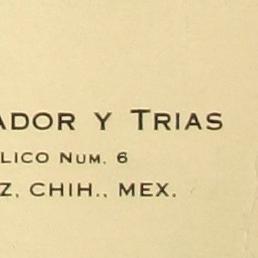 ADOR Y TRIAS
LICO NUM. 6
Z, CHIH., MEX.